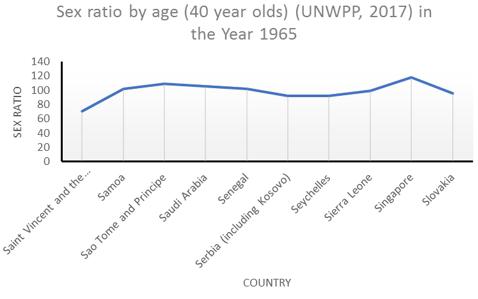 Sex ratio by age (40 year olds) (UNWPP, 2017) in
the Year 1965
140
120
100
80
60
40
20
0
SEX RATIO
Saint Vincent and the...
Samoa
Sao Tome and Principe
Saudi Arabia
Senegal
Serbia (including Kosovo)
Seychelles
Sierra Leone
Singapore
Slovakia
COUNTRY